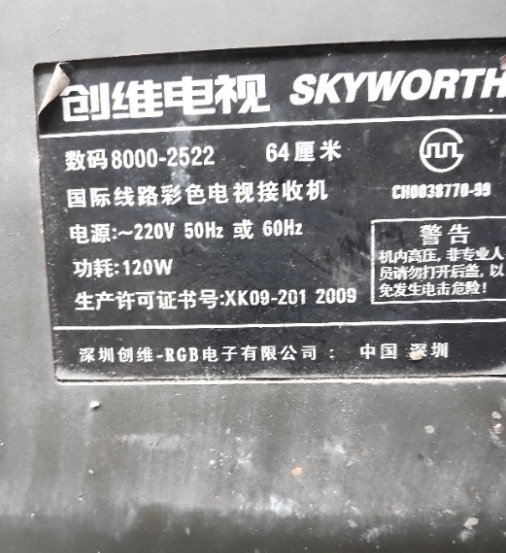 创维电视 SKYWORTH
数码8000-2522 64厘米
国际线路彩色电视接收机
CH0038770-99
电源:~220V 50Hz 或 60Hz
功耗:120W
生产许可证书号:XK09-201 2009
警告
机内高压,非专业人
员请勿打开后盖,以
免发生电击危险!
深圳创维-RGB电子有限公司: 中国 深圳